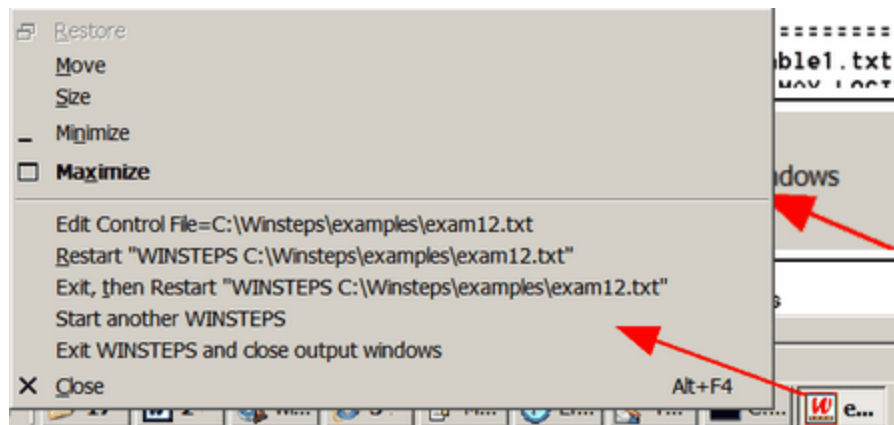 Restore
Move
Size
Minimize
Maximize
Edit Control File=C:\Winsteps\examples\exam12.txt
Restart "WINSTEPS C:\Winsteps\examples\exam12.txt"
Exit, then Restart "WINSTEPS C:\Winsteps\examples\exam12.txt"
Start another WINSTEPS
Exit WINSTEPS and close output windows
Close Alt+F4
ble1.txt
ndows
e...